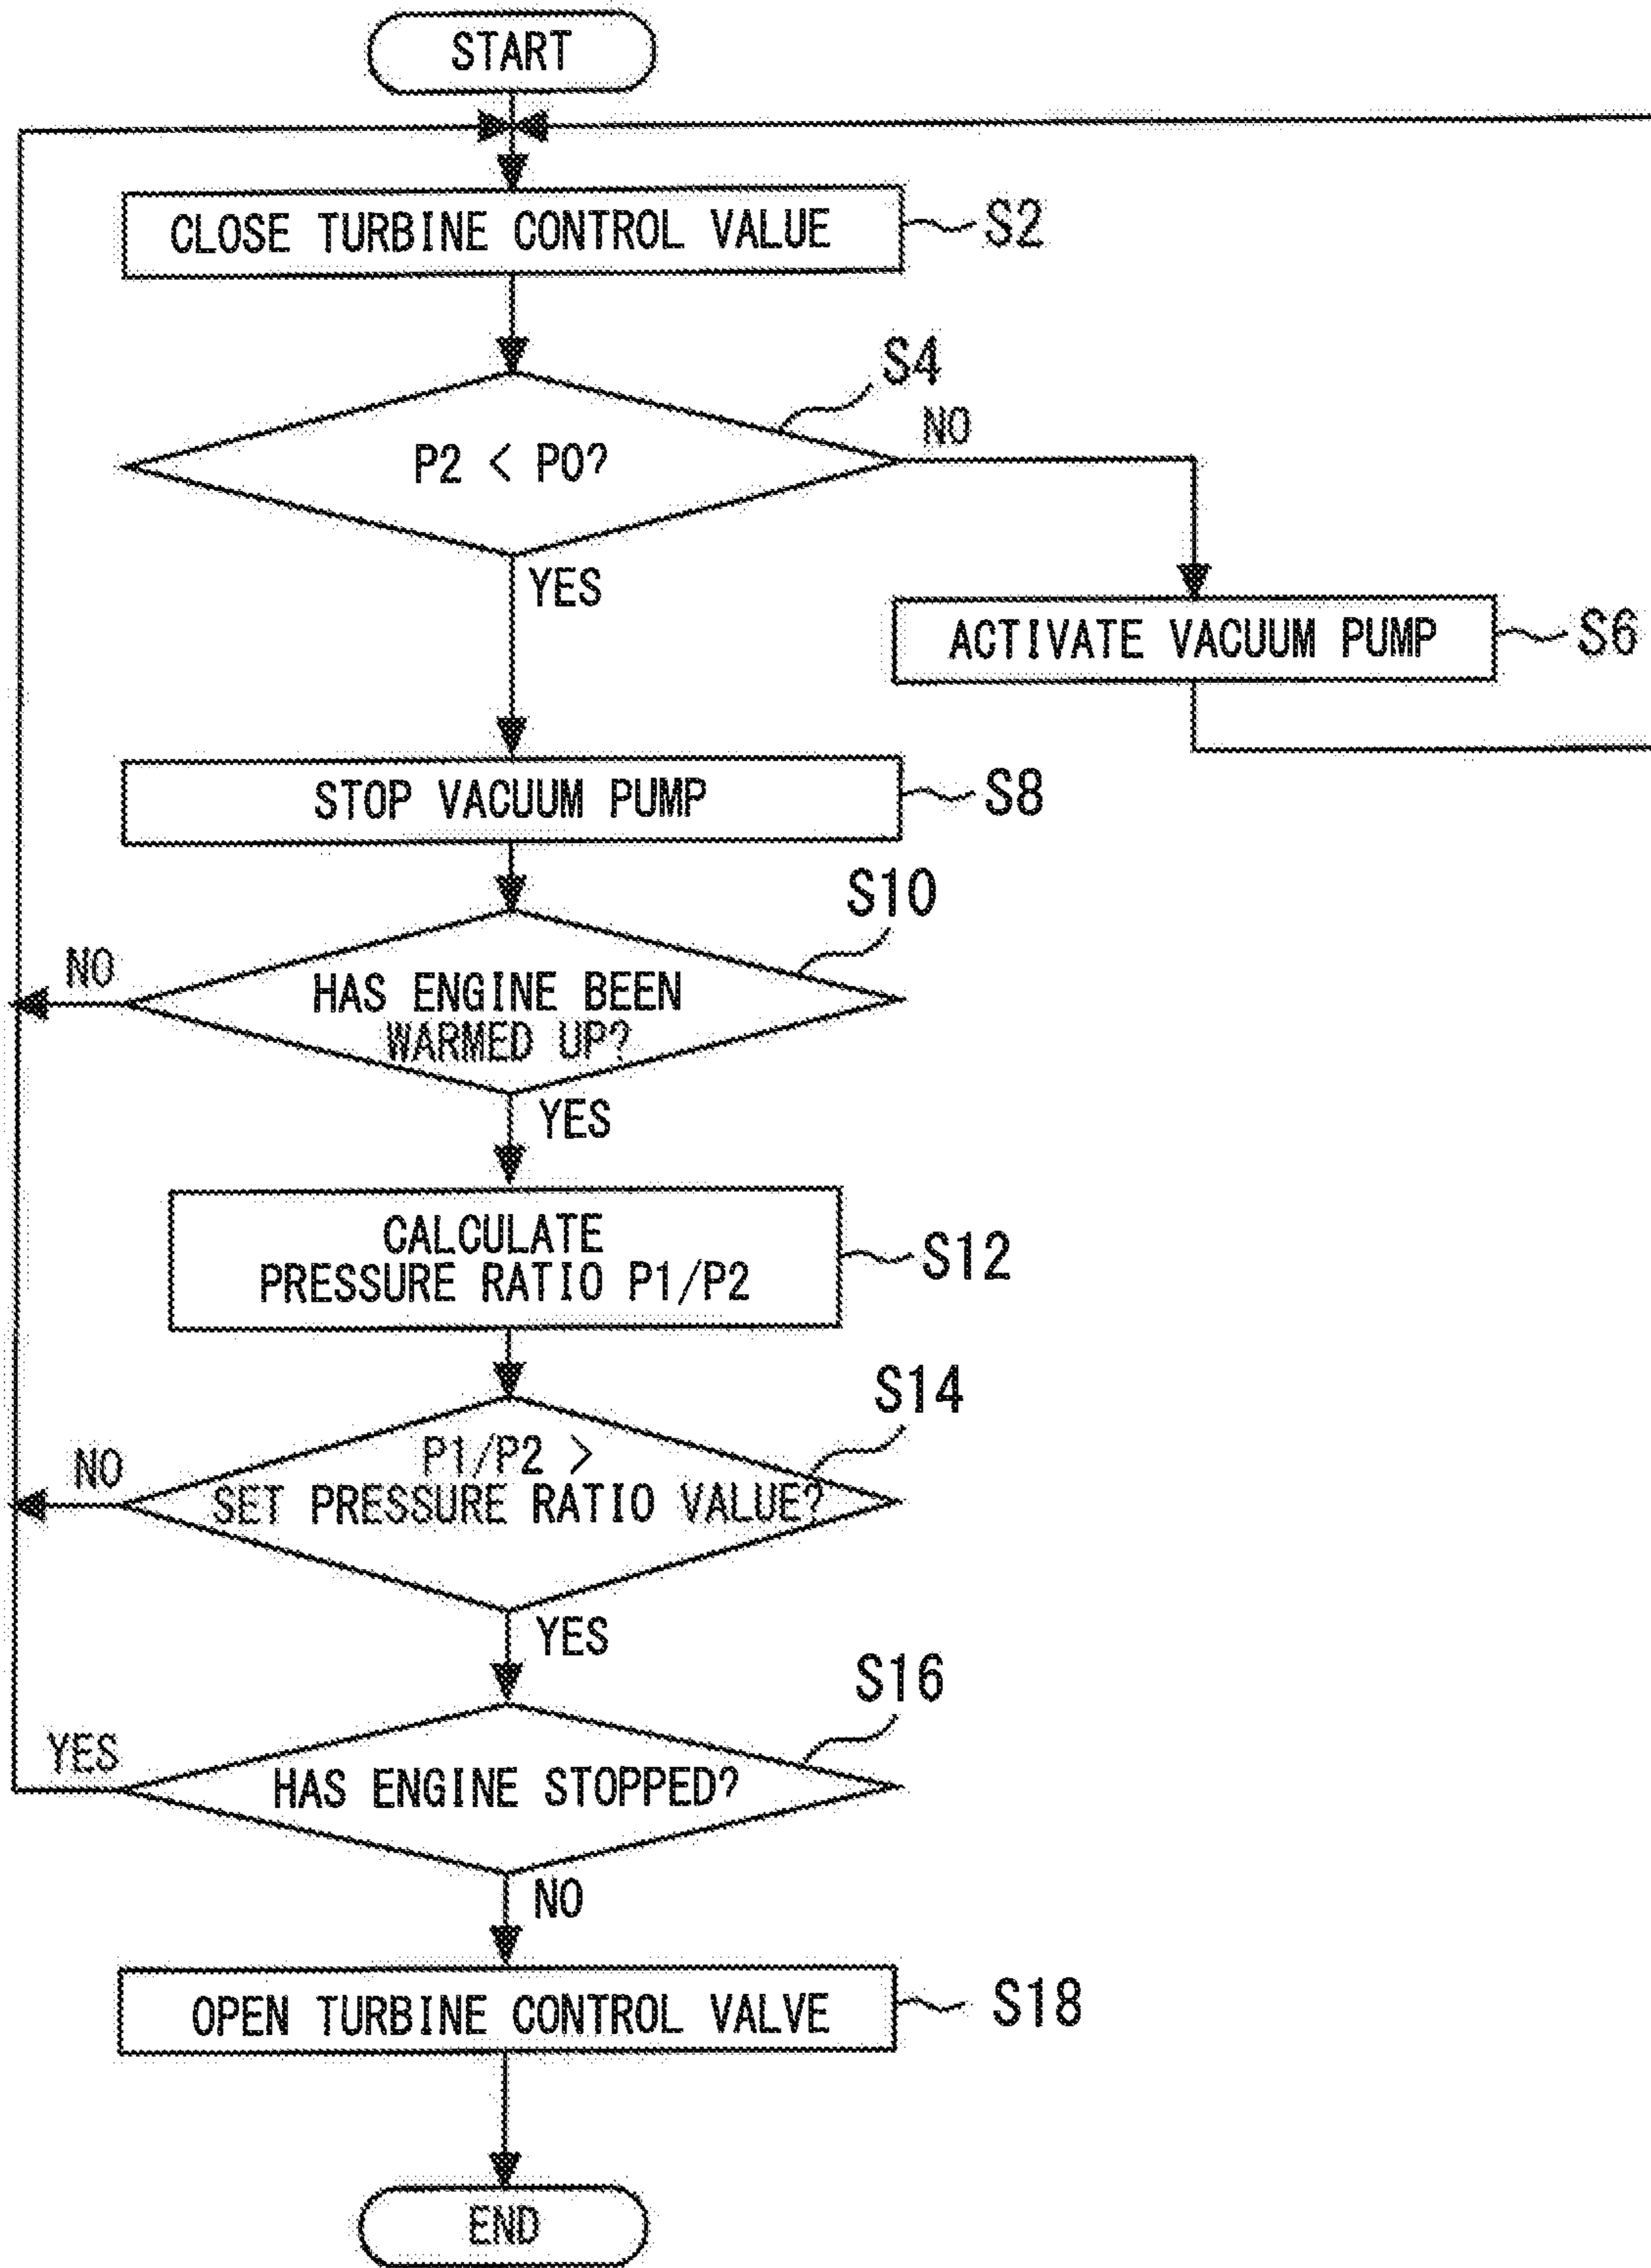 START
CLOSE TURBINE CONTROL VALUE
S2
S4
P2 < P0?
NO
YES
ACTIVATE VACUUM PUMP
S6
STOP VACUUM PUMP
S8
S10
NO
HAS ENGINE BEEN
WARMED UP?
YES
CALCULATE
PRESSURE RATIO P1/P2
S12
S14
NO
P1/P2 >
SET PRESSURE RATIO VALUE?
YES
S16
YES
HAS ENGINE STOPPED?
NO
OPEN TURBINE CONTROL VALVE
S18
END